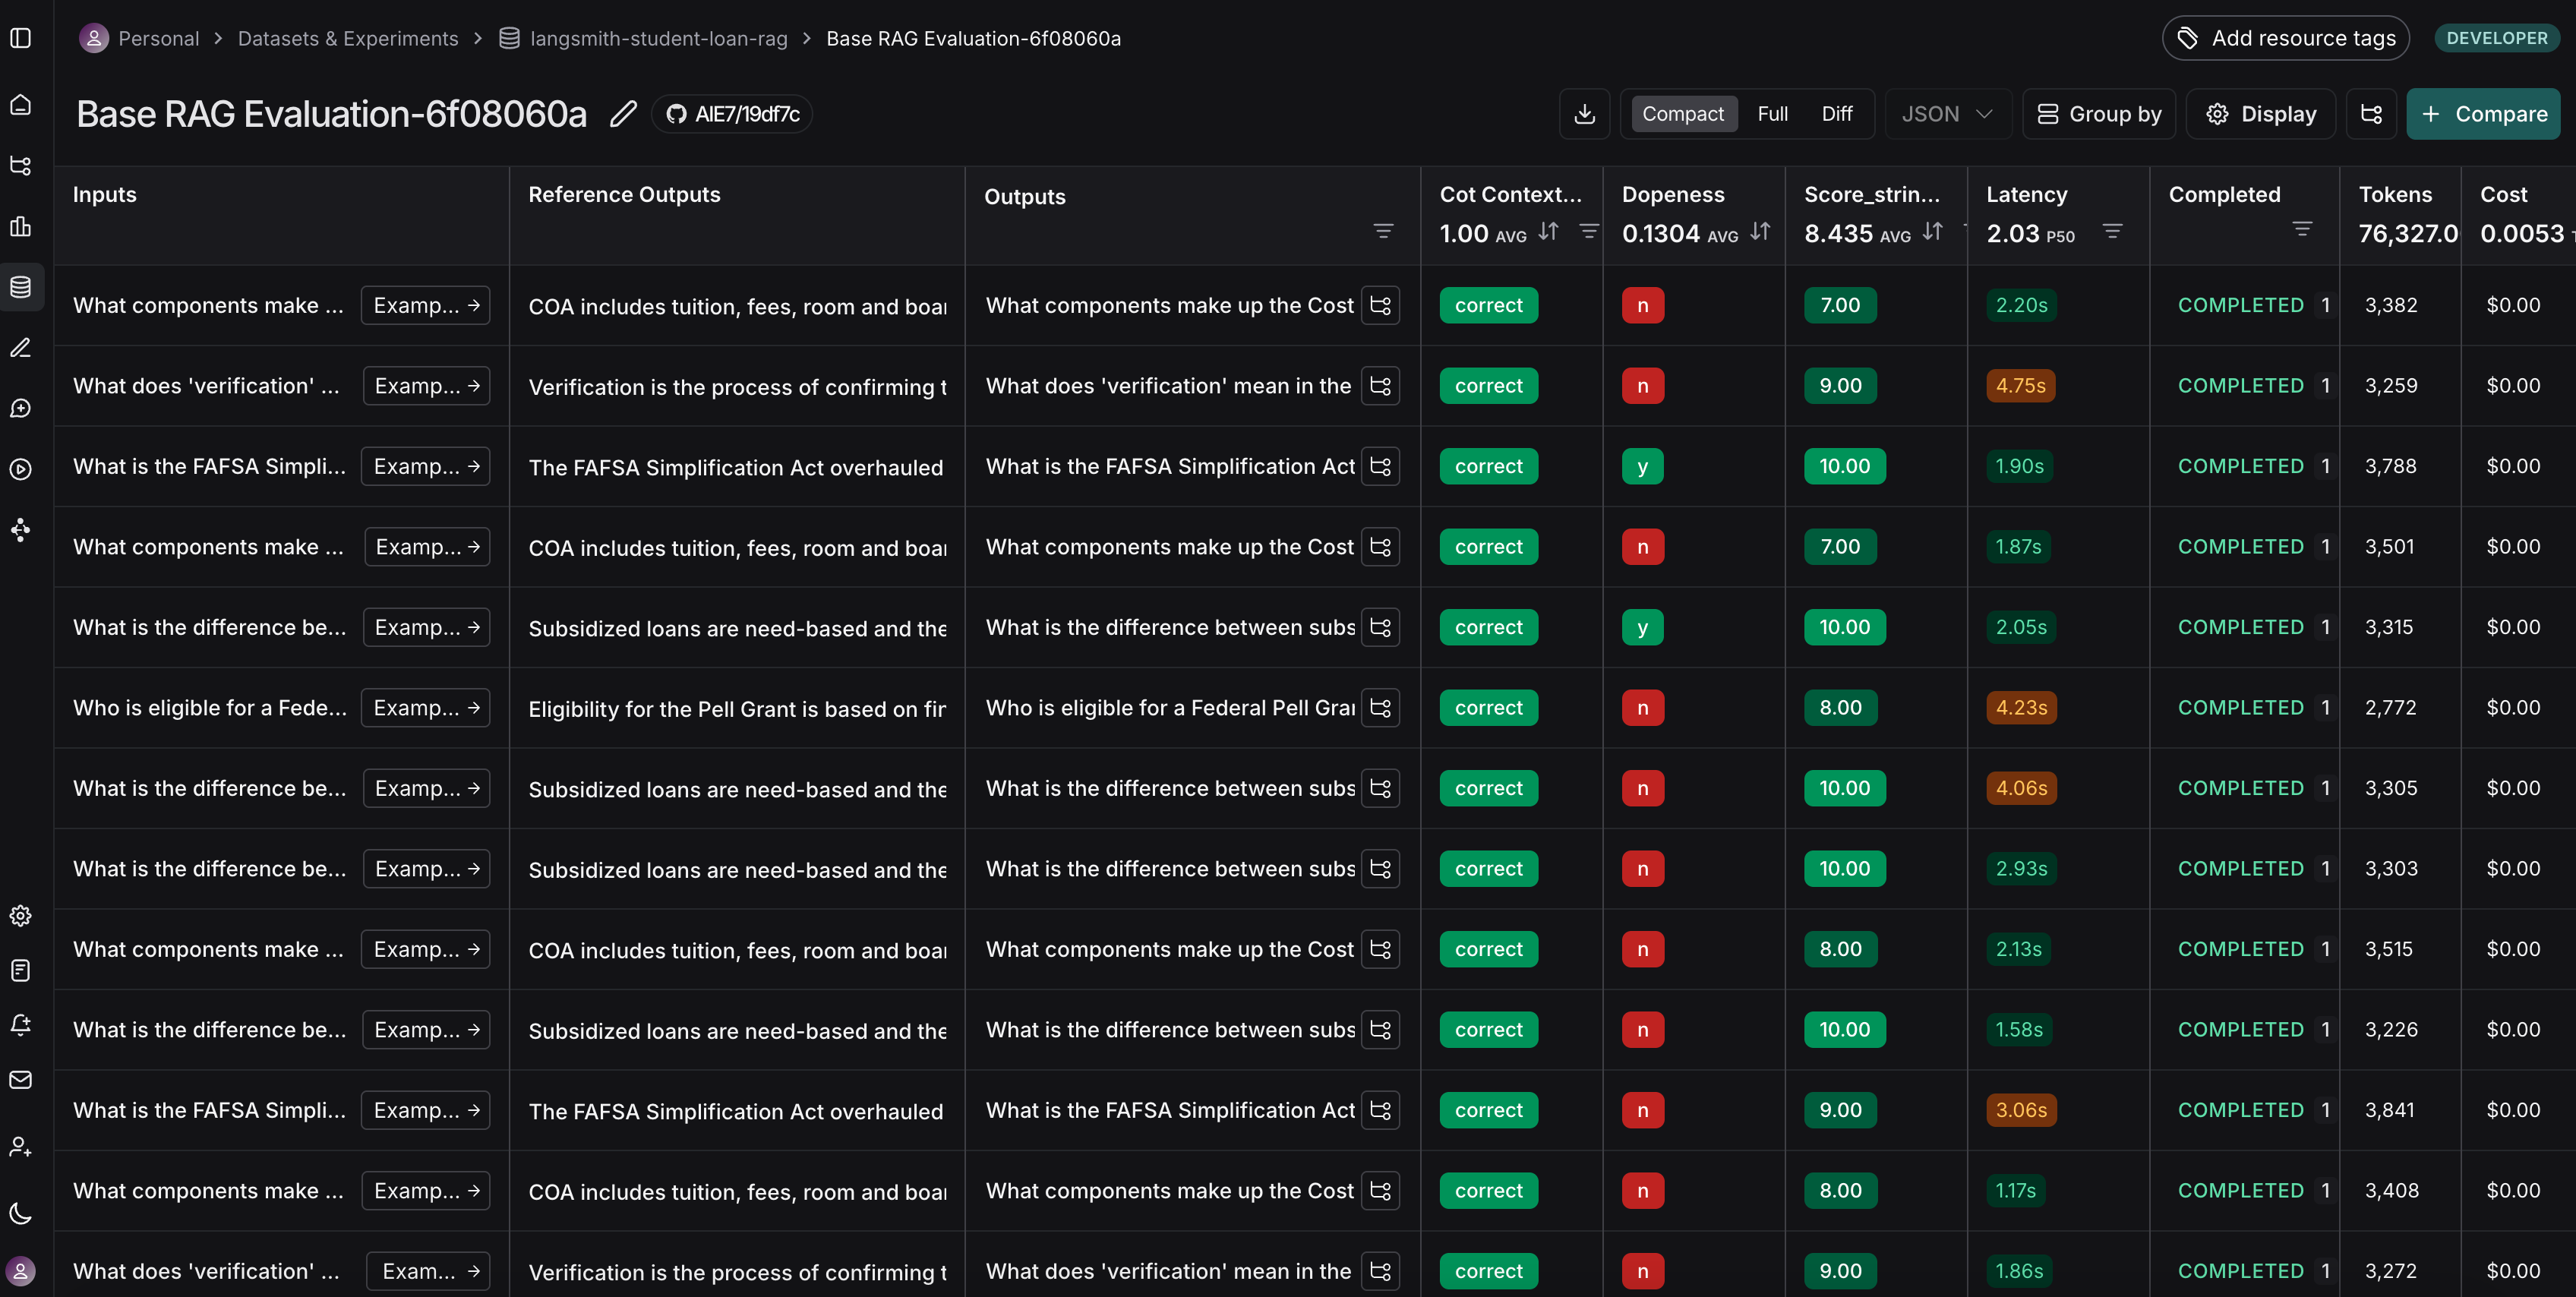 Personal > Datasets & Experiments > langsmith-student-loan-rag > Base RAG Evaluation-6f08060a
Add resource tags
DEVELOPER
Base RAG Evaluation-6f08060a AIE7/19df7c
Compact Full Diff JSON Group by Display + Compare
Inputs Reference Outputs Outputs Cot Context... Dopeness Score_strin... Latency Completed Tokens Cost
1.00 AVG 0.1304 AVG 8.435 AVG 2.03 P50 76,327.0 0.0053
What components make ... Examp... → COA includes tuition, fees, room and boar What components make up the Cost correct n 7.00 2.20s COMPLETED 1 3,382 $0.00
What does 'verification' ... Examp... → Verification is the process of confirming t What does 'verification' mean in the correct n 9.00 4.75s COMPLETED 1 3,259 $0.00
What is the FAFSA Simpli... Examp... → The FAFSA Simplification Act overhauled What is the FAFSA Simplification Act correct y 10.00 1.90s COMPLETED 1 3,788 $0.00
What components make ... Examp... → COA includes tuition, fees, room and boar What components make up the Cost correct n 7.00 1.87s COMPLETED 1 3,501 $0.00
What is the difference be... Examp... → Subsidized loans are need-based and the What is the difference between subs correct y 10.00 2.05s COMPLETED 1 3,315 $0.00
Who is eligible for a Fede... Examp... → Eligibility for the Pell Grant is based on fin Who is eligible for a Federal Pell Gra correct n 8.00 4.23s COMPLETED 1 2,772 $0.00
What is the difference be... Examp... → Subsidized loans are need-based and the What is the difference between subs correct n 10.00 4.06s COMPLETED 1 3,305 $0.00
What is the difference be... Examp... → Subsidized loans are need-based and the What is the difference between subs correct n 10.00 2.93s COMPLETED 1 3,303 $0.00
What components make ... Examp... → COA includes tuition, fees, room and boar What components make up the Cost correct n 8.00 2.13s COMPLETED 1 3,515 $0.00
What is the difference be... Examp... → Subsidized loans are need-based and the What is the difference between subs correct n 10.00 1.58s COMPLETED 1 3,226 $0.00
What is the FAFSA Simpli... Examp... → The FAFSA Simplification Act overhauled What is the FAFSA Simplification Act correct n 9.00 3.06s COMPLETED 1 3,841 $0.00
What components make ... Examp... → COA includes tuition, fees, room and boar What components make up the Cost correct n 8.00 1.17s COMPLETED 1 3,408 $0.00
What does 'verification' ... Exam... → Verification is the process of confirming t What does 'verification' mean in the correct n 9.00 1.86s COMPLETED 1 3,272 $0.00